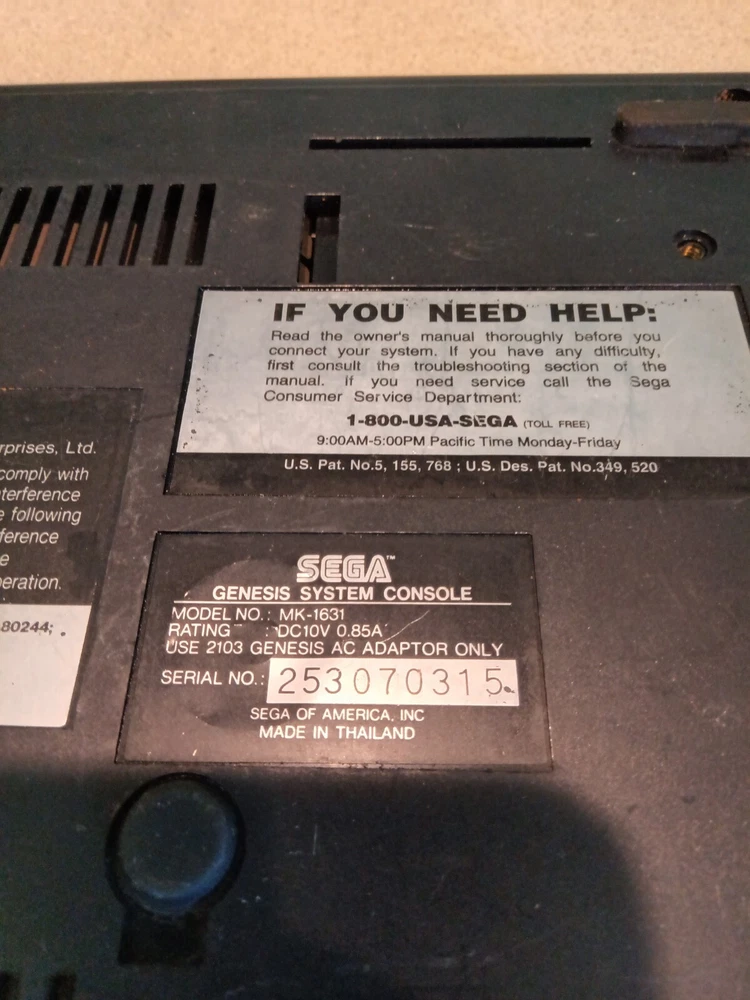 IF YOU NEED HELP:
Read the owner's manual thoroughly before you
connect your system. If you have any difficulty,
first consult the troubleshooting section of the
manual. If you need service call the Sega
Consumer Service Department:
1-800-USA-SEGA (TOLL FREE)
9:00AM-5:00PM Pacific Time Monday-Friday
U.S. Pat. No.5, 155, 768 ; U.S. Des. Pat. No.349, 520
rprises, Ltd.
comply with
terference
e following
ference
e
eration.
80244;
SEGA™
GENESIS SYSTEM CONSOLE
MODEL NO.: MK-1631
RATING : DC10V 0.85A
USE 2103 GENESIS AC ADAPTOR ONLY
SERIAL NO.: 253070315
SEGA OF AMERICA, INC
MADE IN THAILAND